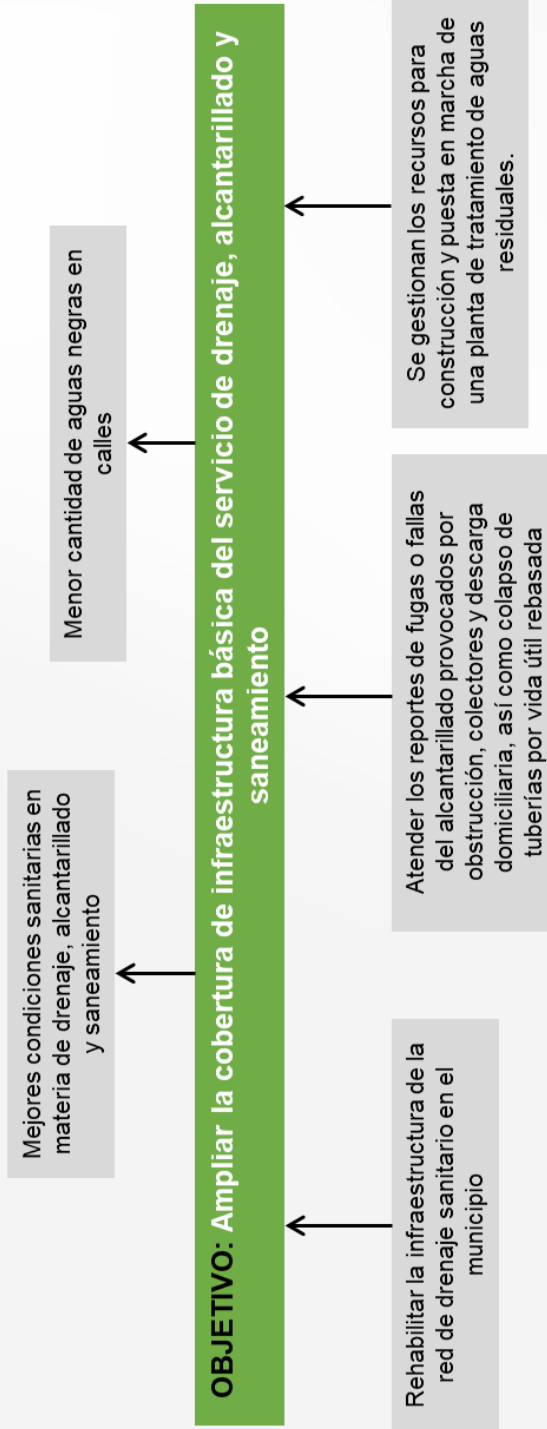 Mejores condiciones sanitarias en
materia de drenaje, alcantarillado
y saneamiento
Menor cantidad de aguas negras en
calles
OBJETIVO: Ampliar la cobertura de infraestructura básica del servicio de drenaje, alcantarillado y
saneamiento
Rehabilitar la infraestructura de la
red de drenaje sanitario en el
municipio
Atender los reportes de fugas o fallas
del alcantarillado provocados por
obstrucción, colectores y descarga
domiciliaria, así como colapso de
tuberías por vida útil rebasada
Se gestionan los recursos para
construcción y puesta en marcha de
una planta de tratamiento de aguas
residuales.